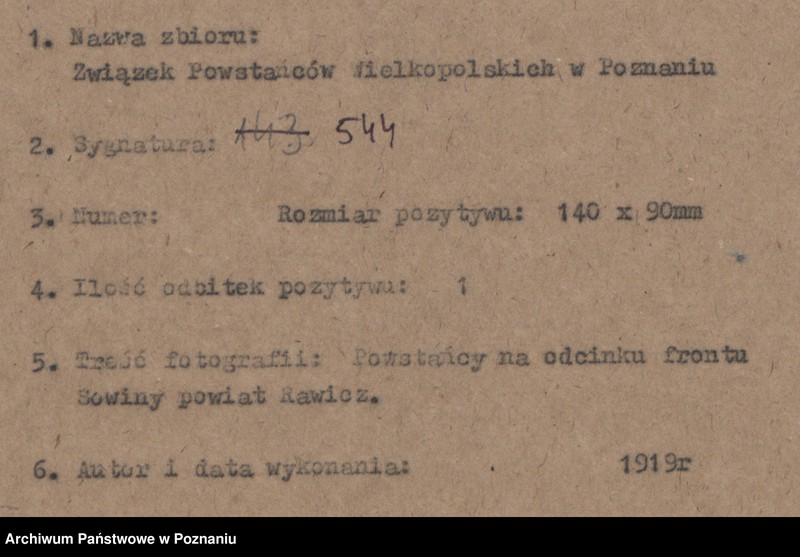 1. Nazwa zbioru:
Związek Powstańców Wielkopolskich w Poznaniu
2. Sygnatura: 143 544
3. Numer: Rozmiar pozytywu: 140 x 90mm
4. Ilość odbitek pozytywu: 1
5. Treść fotografii: Powstańcy na odcinku frontu
Sowiny powiat Rawicz.
6. Autor i data wykonania: 1919r
Archiwum Państwowe w Poznaniu